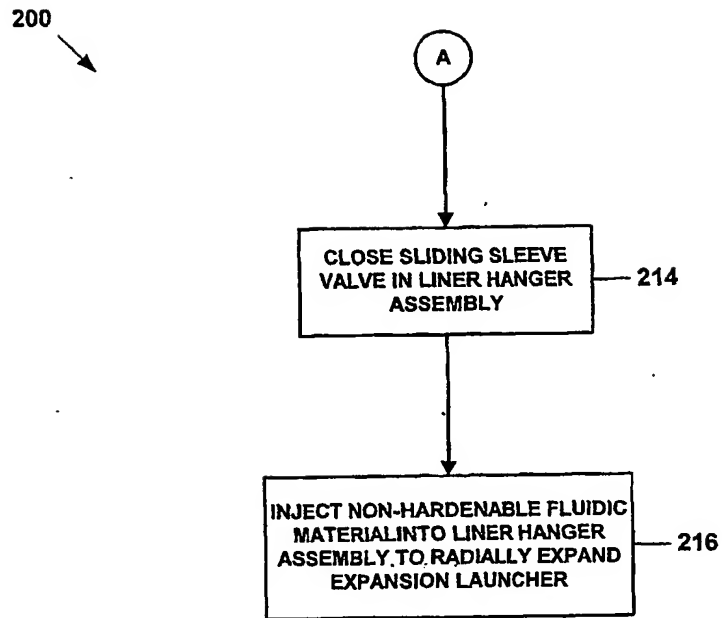 200
A
CLOSE SLIDING SLEEVE
VALVE IN LINER HANGER
ASSEMBLY
214
INJECT NON-HARDENABLE FLUIDIC
MATERIALINTO LINER HANGER
ASSEMBLY TO RADIALLY EXPAND
EXPANSION LAUNCHER
216